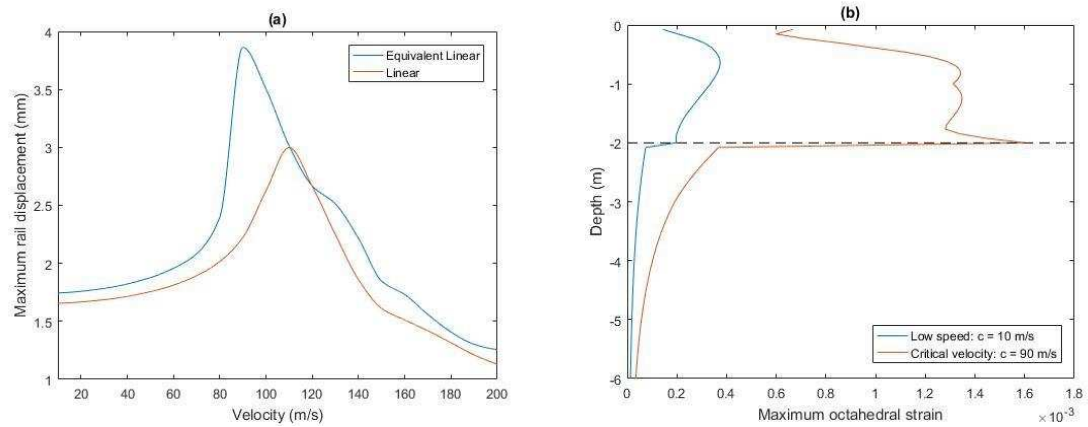 (a)
Maximum rail displacement (mm)
4
3.5
3
2.5
2
1.5
1
Equivalent Linear
Linear
20 40 60 80 100 120 140 160 180 200
Velocity (m/s)
(b)
Depth (m)
0
-1
-2
-3
-4
-5
-6
Low speed: c = 10 m/s
Critical velocity: c = 90 m/s
0 0.2 0.4 0.6 0.8 1 1.2 1.4 1.6 1.8
Maximum octahedral strain
×10⁻³